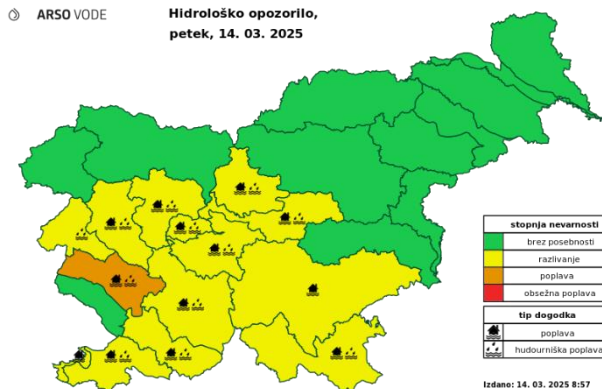 ARSO VODE
Hidrološko opozorilo,
petek, 14. 03. 2025
stopnja nevarnosti
brez posebnosti
razlivanje
poplava
obsežna poplava
tip dogodka
poplava
hudourniška poplava
Izdano: 14. 03. 2025 8:57